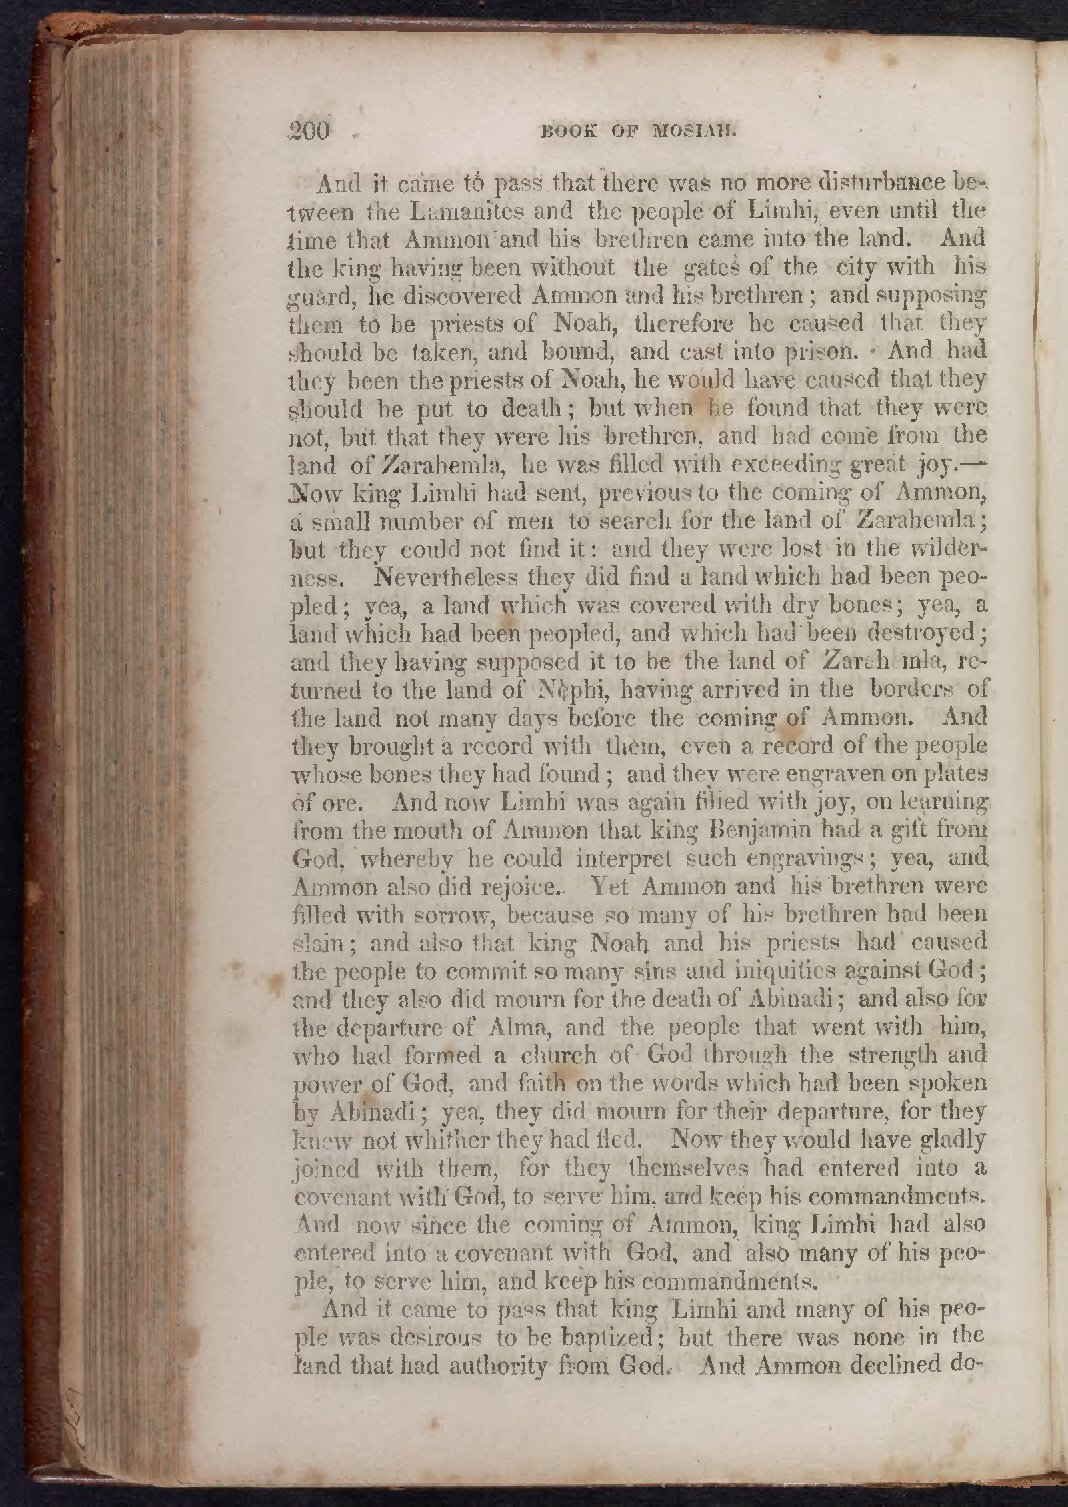 200 BOOK OF MOSIAH.
And it came to pass that there was no more disturbance be-
tween the Lamanites and the people of Limhi, even until the
time that Ammon and his brethren came into the land. And
the king having been without the gates of the city with his
guard, he discovered Ammon and his brethren; and supposing
them to be priests of Noah, therefore he caused that they
should be taken, and bound, and cast into prison. And had
they been the priests of Noah, he would have caused that they
should be put to death; but when he found that they were
not, but that they were his brethren, and had come from the
land of Zarahemla, he was filled with exceeding great joy.—
Now king Limhi had sent, previous to the coming of Ammon,
a small number of men to search for the land of Zarahemla;
but they could not find it: and they were lost in the wilder-
ness. Nevertheless they did find a land which had been peo-
pled; yea, a land which was covered with dry bones; yea, a
land which had been peopled, and which had been destroyed;
and they having supposed it to be the land of Zarah mla, re-
turned to the land of Nephi, having arrived in the borders of
the land not many days before the coming of Ammon. And
they brought a record with them, even a record of the people
whose bones they had found; and they were engraven on plates
of ore. And now Limhi was again filled with joy, on learning
from the mouth of Ammon that king Benjamin had a gift from
God, whereby he could interpret such engravings; yea, and
Ammon also did rejoice. Yet Ammon and his brethren were
filled with sorrow, because so many of his brethren had been
slain; and also that king Noah and his priests had caused
the people to commit so many sins and iniquities against God;
and they also did mourn for the death of Abinadi; and also for
the departure of Alma, and the people that went with him,
who had formed a church of God through the strength and
power of God, and faith on the words which had been spoken
by Abinadi; yea, they did mourn for their departure, for they
knew not whither they had fled. Now they would have gladly
joined with them, for they themselves had entered into a
covenant with God, to serve him, and keep his commandments.
And now since the coming of Ammon, king Limhi had also
entered into a covenant with God, and also many of his peo-
ple, to serve him, and keep his commandments.
And it came to pass that king Limhi and many of his peo-
ple was desirous to be baptized; but there was none in the
land that had authority from God. And Ammon declined do-